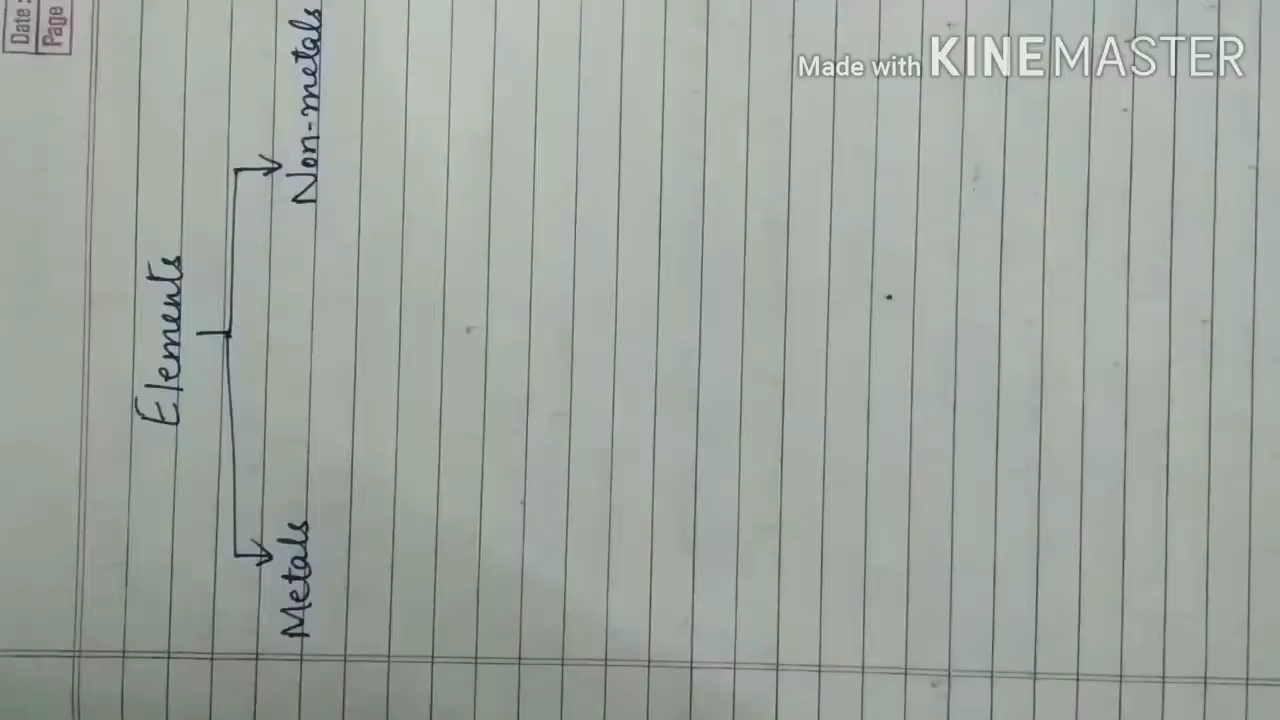 Date :
Page
Elements
Metals Non-metals
Made with KINEMASTER